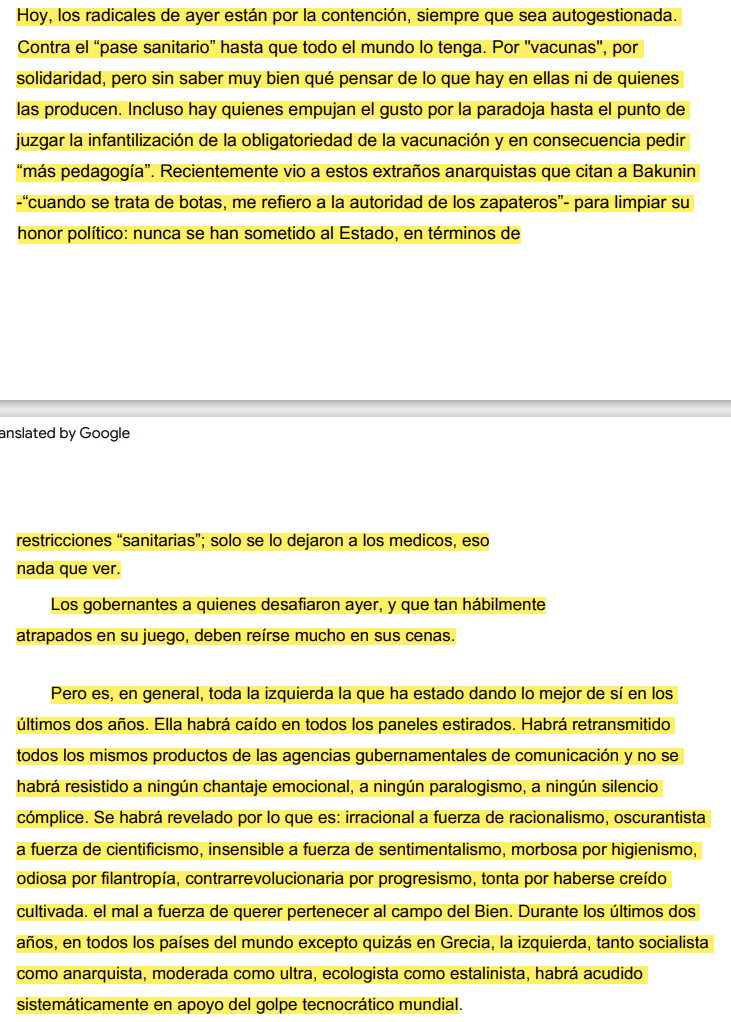 Hoy, los radicales de ayer están por la contención, siempre que sea autogestionada.
Contra el “pase sanitario” hasta que todo el mundo lo tenga. Por "vacunas", por
solidaridad, pero sin saber muy bien qué pensar de lo que hay en ellas ni de quienes
las producen. Incluso hay quienes empujan el gusto por la paradoja hasta el punto de
juzgar la infantilización de la obligatoriedad de la vacunación y en consecuencia pedir
“más pedagogía”. Recientemente vio a estos extraños anarquistas que citan a Bakunin
-“cuando se trata de botas, me refiero a la autoridad de los zapateros”- para limpiar su
honor político: nunca se han sometido al Estado, en términos de
anslated by Google
restricciones “sanitarias”; solo se lo dejaron a los medicos, eso
nada que ver.
Los gobernantes a quienes desafiaron ayer, y que tan hábilmente
atrapados en su juego, deben reírse mucho en sus cenas.
Pero es, en general, toda la izquierda la que ha estado dando lo mejor de sí en los
últimos dos años. Ella habrá caído en todos los paneles estirados. Habrá retransmitido
todos los mismos productos de las agencias gubernamentales de comunicación y no se
habrá resistido a ningún chantaje emocional, a ningún paralogismo, a ningún silencio
cómplice. Se habrá revelado por lo que es: irracional a fuerza de racionalismo, oscurantista
a fuerza de cientificismo, insensible a fuerza de sentimentalismo, morbosa por higienismo,
odiosa por filantropía, contrarrevolucionaria por progresismo, tonta por haberse creído
cultivada. el mal a fuerza de querer pertenecer al campo del Bien. Durante los últimos dos
años, en todos los países del mundo excepto quizás en Grecia, la izquierda, tanto socialista
como anarquista, moderada como ultra, ecologista como estalinista, habrá acudido
sistemáticamente en apoyo del golpe tecnocrático mundial.